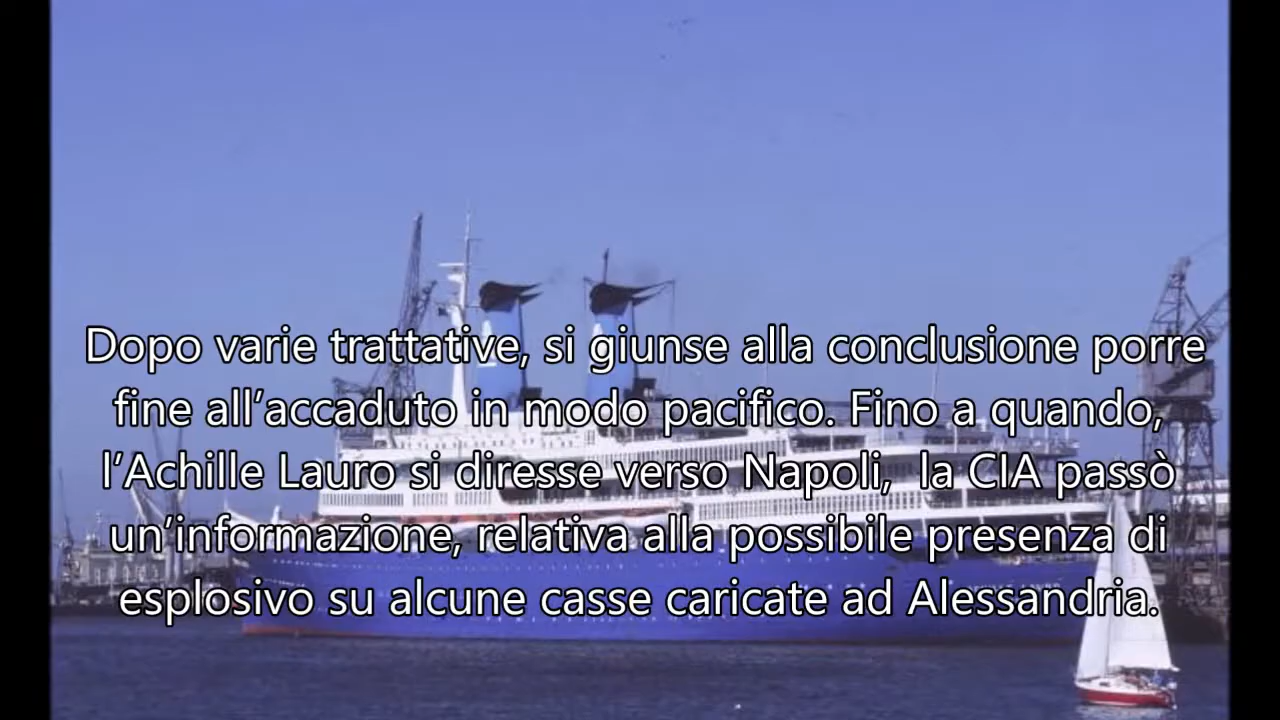 Dopo varie trattative, si giunse alla conclusione porre
fine all’accaduto in modo pacifico. Fino a quando,
l’Achille Lauro si diresse verso Napoli,  la CIA passò
un’informazione, relativa alla possibile presenza di
esplosivo su alcune casse caricate ad Alessandria.